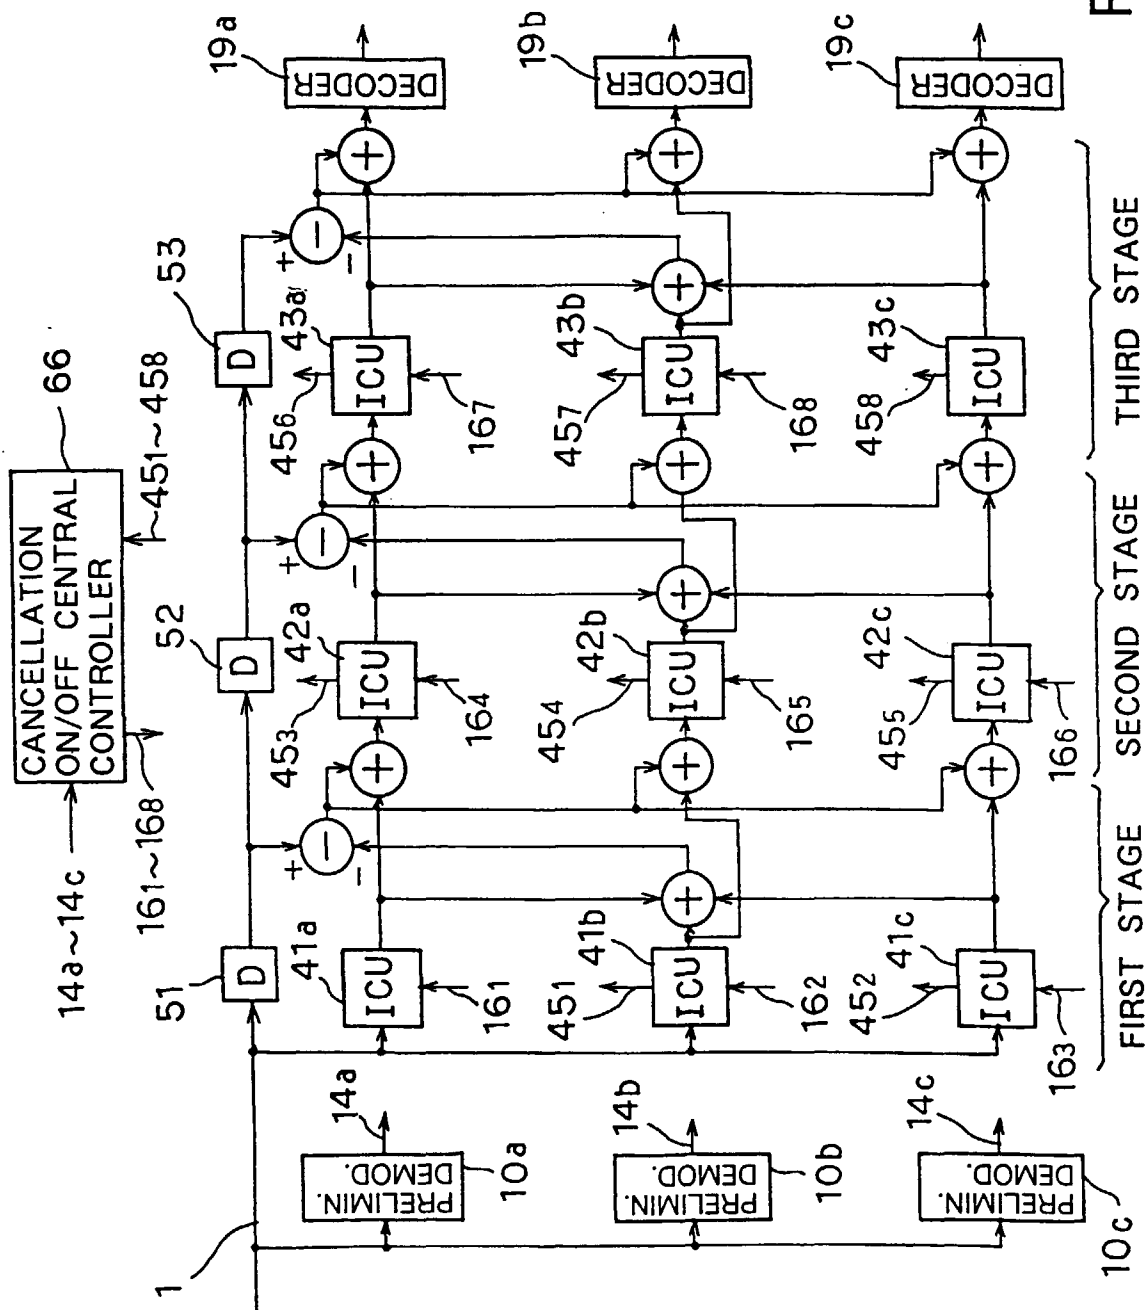 CANCELLATION
ON/OFF CENTRAL
CONTROLLER
66
14a~14c
161~168
451~458
1
51
D
52
D
53
D
+
−
−
+
−
−
+
−
−
19a
10a
PRELIMIN.
DEMOD.
14a
41a
ICU
161
+
453
42a
ICU
164
+
456
43a
ICU
167
+
DECODER
19b
10b
PRELIMIN.
DEMOD.
14b
451
41b
ICU
162
+
+
454
42b
ICU
165
+
+
457
43b
ICU
168
+
+
DECODER
19c
10c
PRELIMIN.
DEMOD.
14c
452
41c
ICU
163
+
455
42c
ICU
166
+
458
43c
ICU
+
DECODER
FIRST STAGE
SECOND STAGE
THIRD STAGE